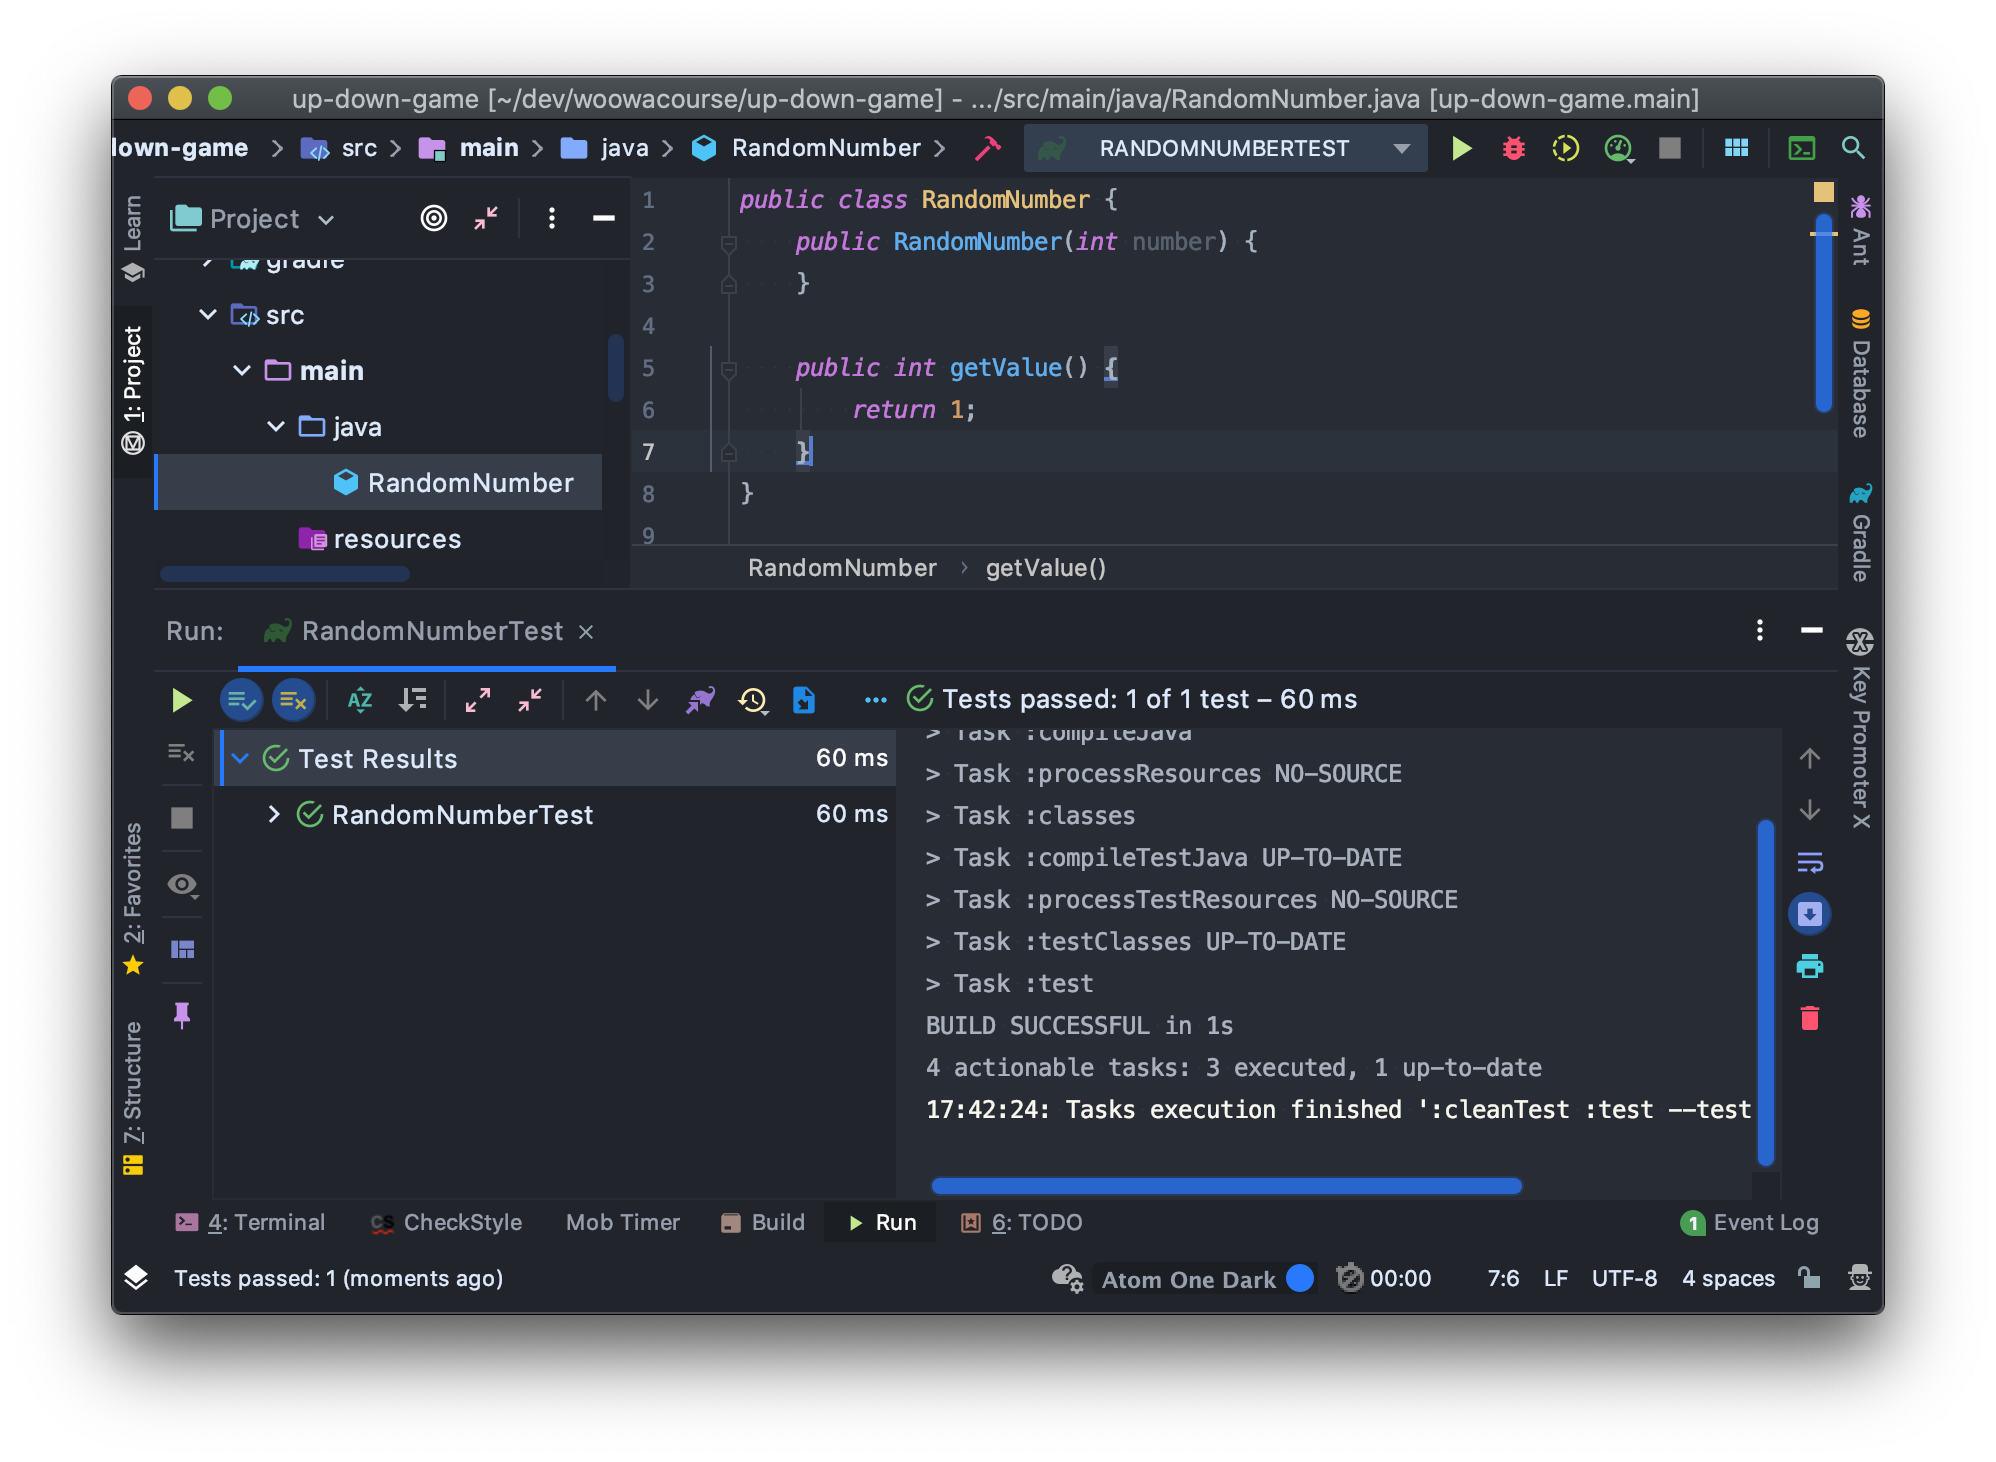 up-down-game [~/dev/woowacourse/up-down-game] - .../src/main/java/RandomNumber.java [up-down-game.main]
down-game > src > main > java > RandomNumber >
RANDOMNUMBERTEST
Learn
1: Project
2: Favorites
7: Structure
Project
gradle
src
main
java
RandomNumber
resources
1 public class RandomNumber {
2 public RandomNumber(int number) {
3 }
4
5 public int getValue() {
6 return 1;
7 }
8 }
9
RandomNumber > getValue()
Ant
Database
Gradle
Key Promoter X
Run: RandomNumberTest ×
Tests passed: 1 of 1 test – 60 ms
Test Results 60 ms
RandomNumberTest 60 ms
> Task :compileJava
> Task :processResources NO-SOURCE
> Task :classes
> Task :compileTestJava UP-TO-DATE
> Task :processTestResources NO-SOURCE
> Task :testClasses UP-TO-DATE
> Task :test
BUILD SUCCESSFUL in 1s
4 actionable tasks: 3 executed, 1 up-to-date
17:42:24: Tasks execution finished ':cleanTest :test --test
4: Terminal CS CheckStyle Mob Timer Build Run 6: TODO 1 Event Log
Tests passed: 1 (moments ago) Atom One Dark 00:00 7:6 LF UTF-8 4 spaces